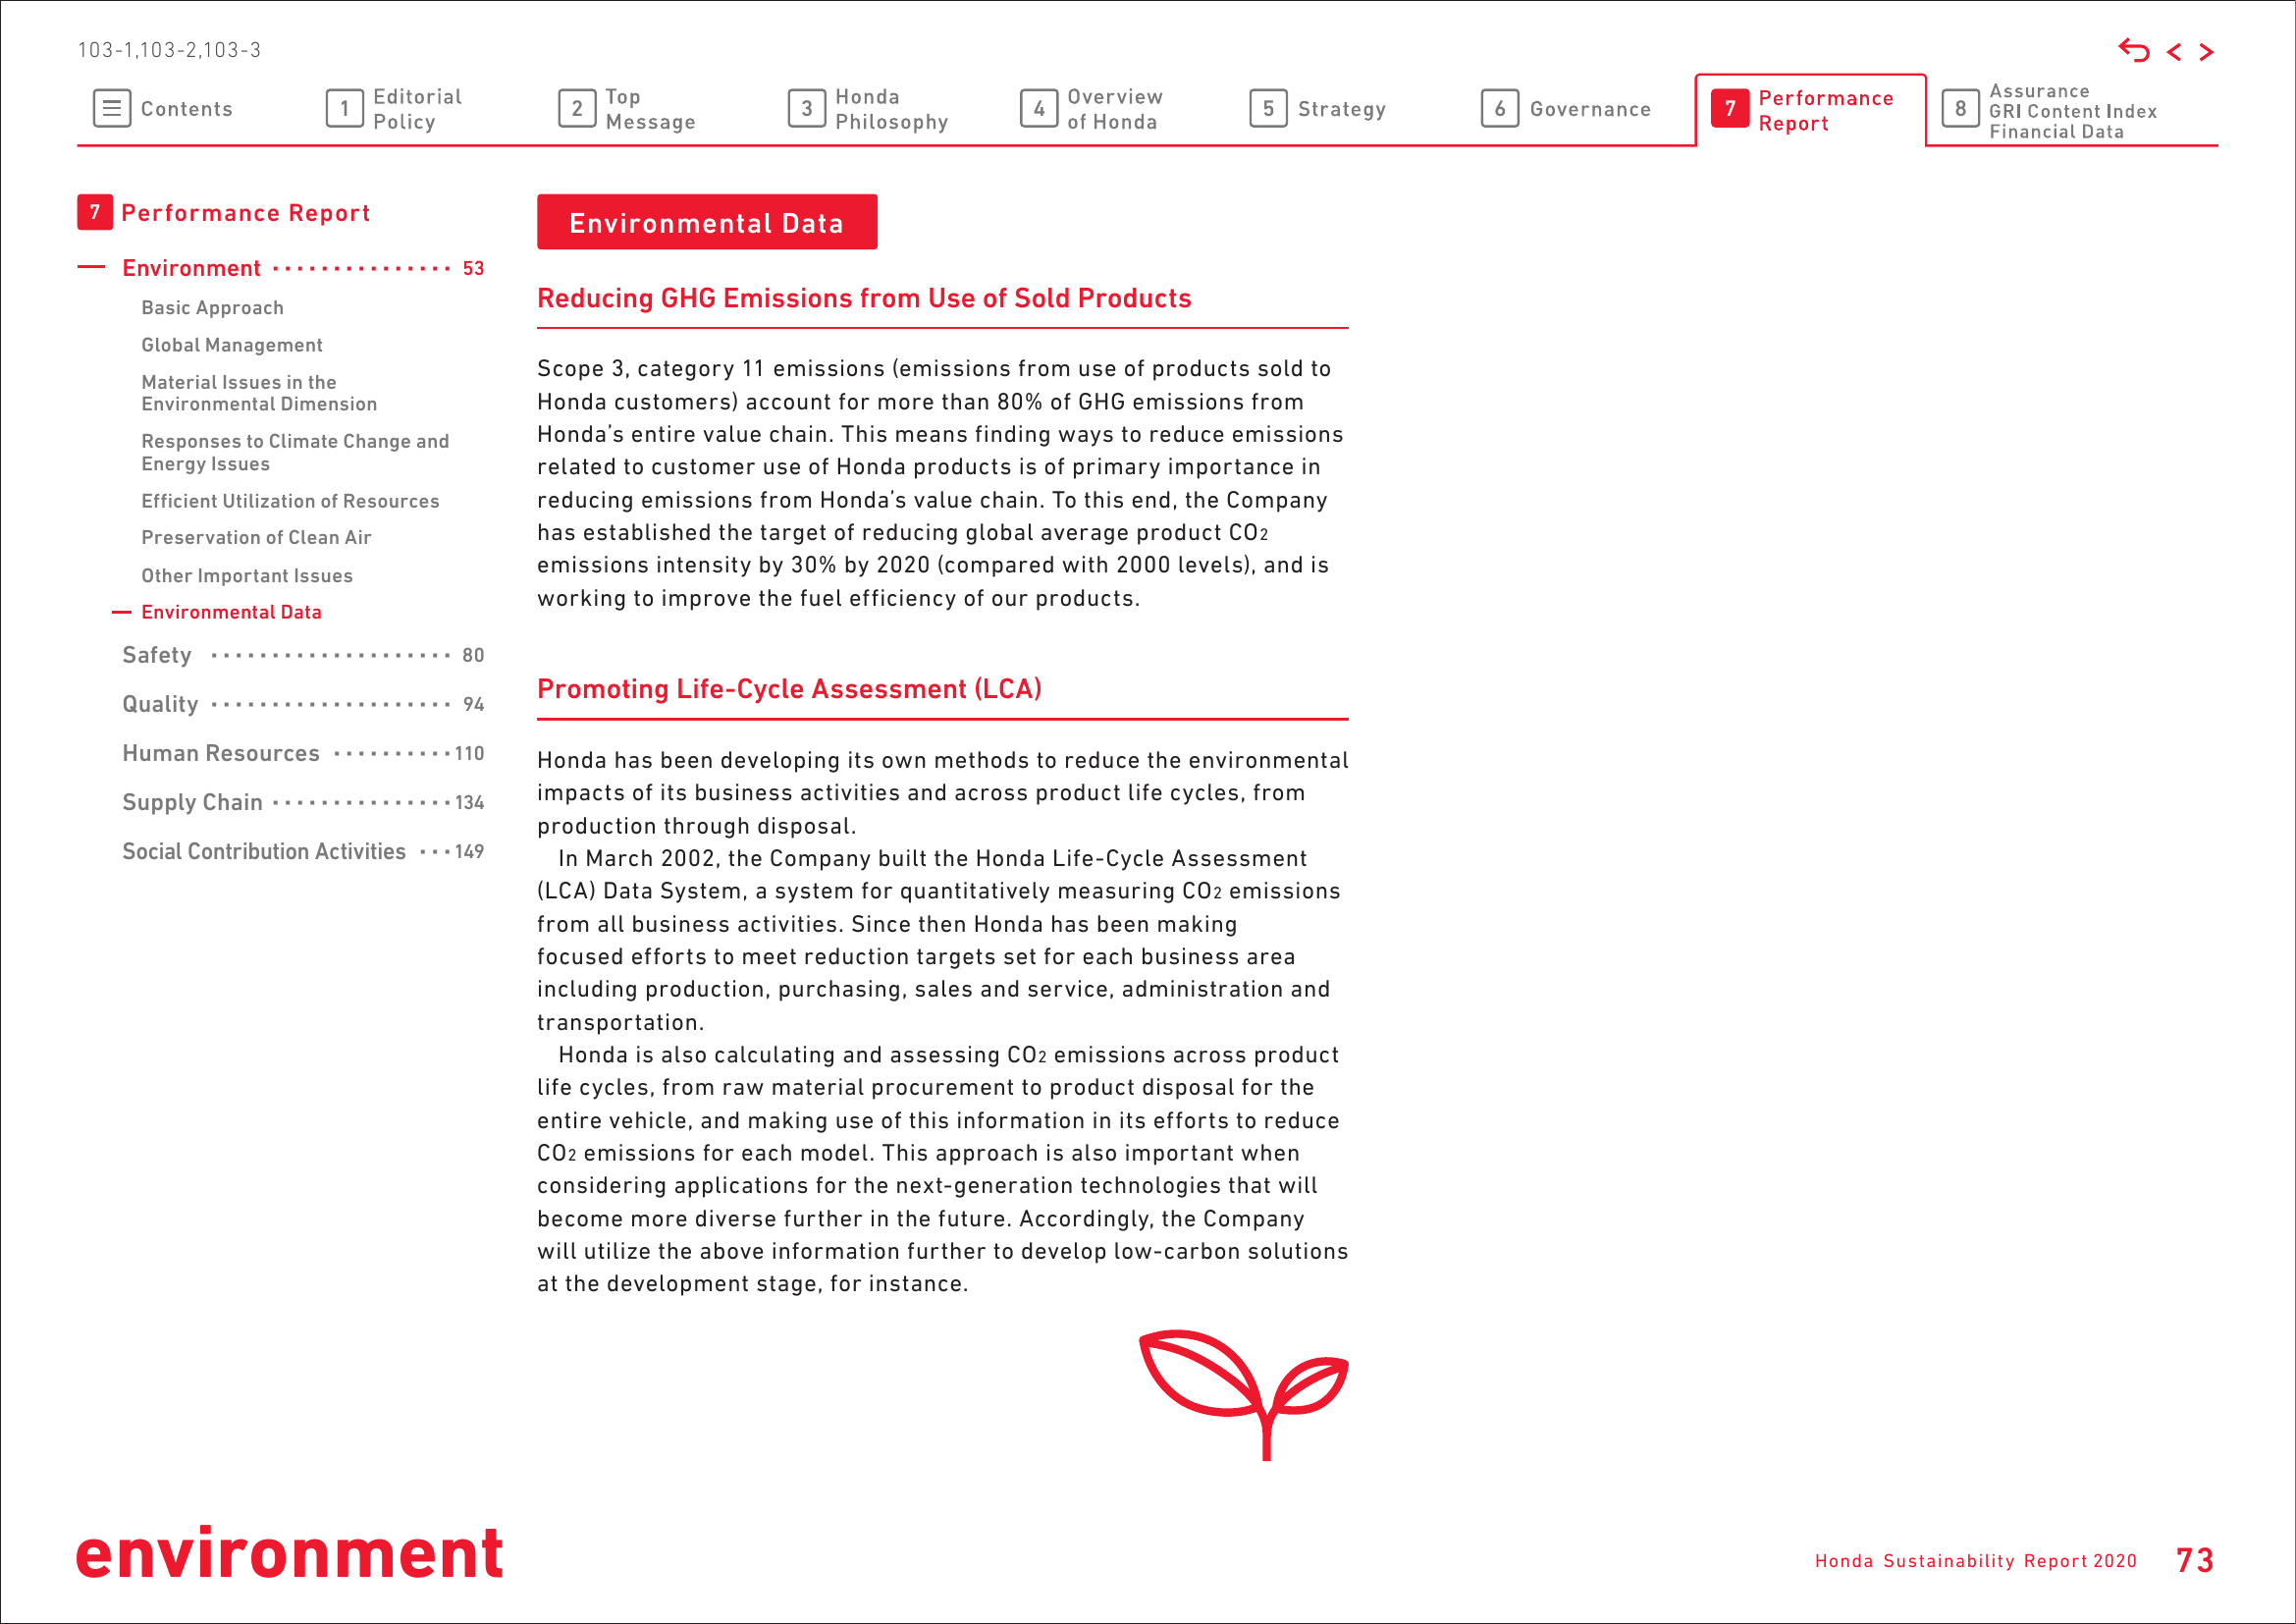 103-1,103-2,103-3
Contents
1 Editorial
Policy
2 Top
Message
3 Honda
Philosophy
4 Overview
of Honda
5 Strategy
6 Governance
7 Performance
Report
8 Assurance
GRI Content Index
Financial Data
7 Performance Report
Environment 53
Basic Approach
Global Management
Material Issues in the
Environmental Dimension
Responses to Climate Change and
Energy Issues
Efficient Utilization of Resources
Preservation of Clean Air
Other Important Issues
Environmental Data
Safety 80
Quality 94
Human Resources 110
Supply Chain 134
Social Contribution Activities 149
Environmental Data
Reducing GHG Emissions from Use of Sold Products
Scope 3, category 11 emissions (emissions from use of products sold to
Honda customers) account for more than 80% of GHG emissions from
Honda's entire value chain. This means finding ways to reduce emissions
related to customer use of Honda products is of primary importance in
reducing emissions from Honda's value chain. To this end, the Company
has established the target of reducing global average product CO2
emissions intensity by 30% by 2020 (compared with 2000 levels), and is
working to improve the fuel efficiency of our products.
Promoting Life-Cycle Assessment (LCA)
Honda has been developing its own methods to reduce the environmental
impacts of its business activities and across product life cycles, from
production through disposal.
In March 2002, the Company built the Honda Life-Cycle Assessment
(LCA) Data System, a system for quantitatively measuring CO2 emissions
from all business activities. Since then Honda has been making
focused efforts to meet reduction targets set for each business area
including production, purchasing, sales and service, administration and
transportation.
Honda is also calculating and assessing CO2 emissions across product
life cycles, from raw material procurement to product disposal for the
entire vehicle, and making use of this information in its efforts to reduce
CO2 emissions for each model. This approach is also important when
considering applications for the next-generation technologies that will
become more diverse further in the future. Accordingly, the Company
will utilize the above information further to develop low-carbon solutions
at the development stage, for instance.
environment
Honda Sustainability Report 2020 73